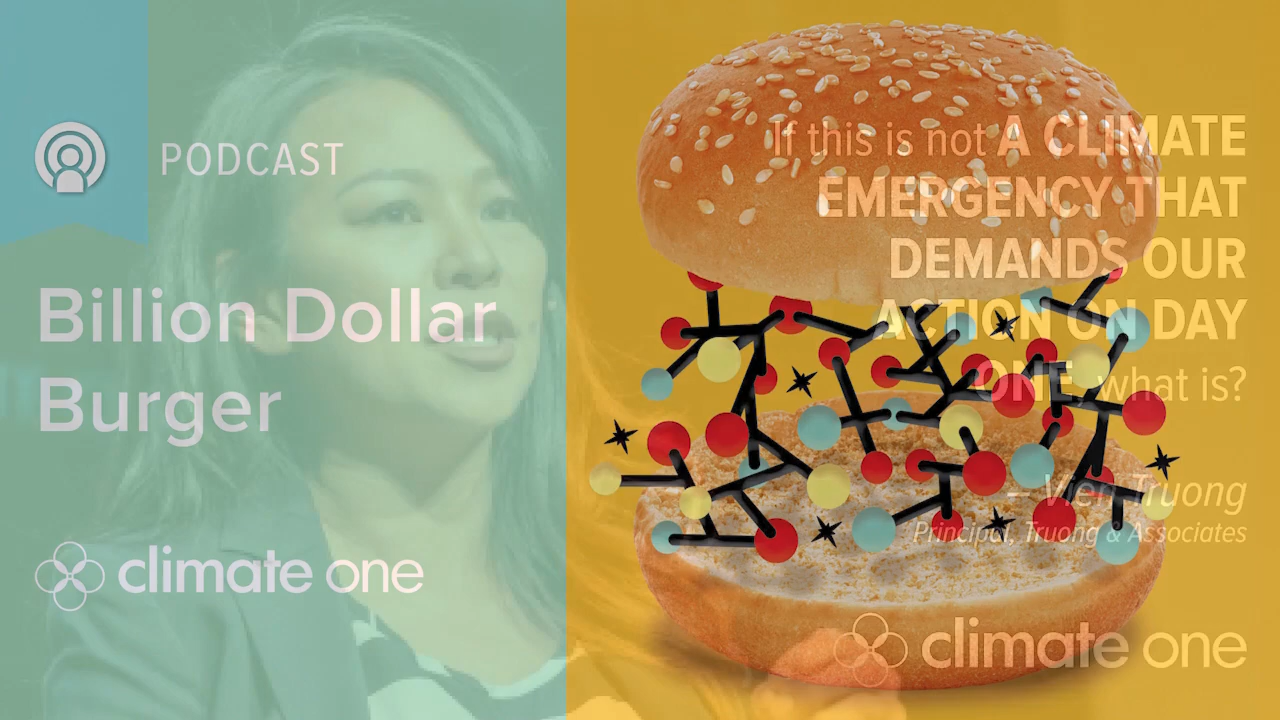 PODCAST
Billion Dollar
Burger
climate one
If this is not A CLIMATE
EMERGENCY THAT
DEMANDS OUR
ACTION ON DAY
ONE, what is?
– Vien Truong
Principal, Truong & Associates
climate one